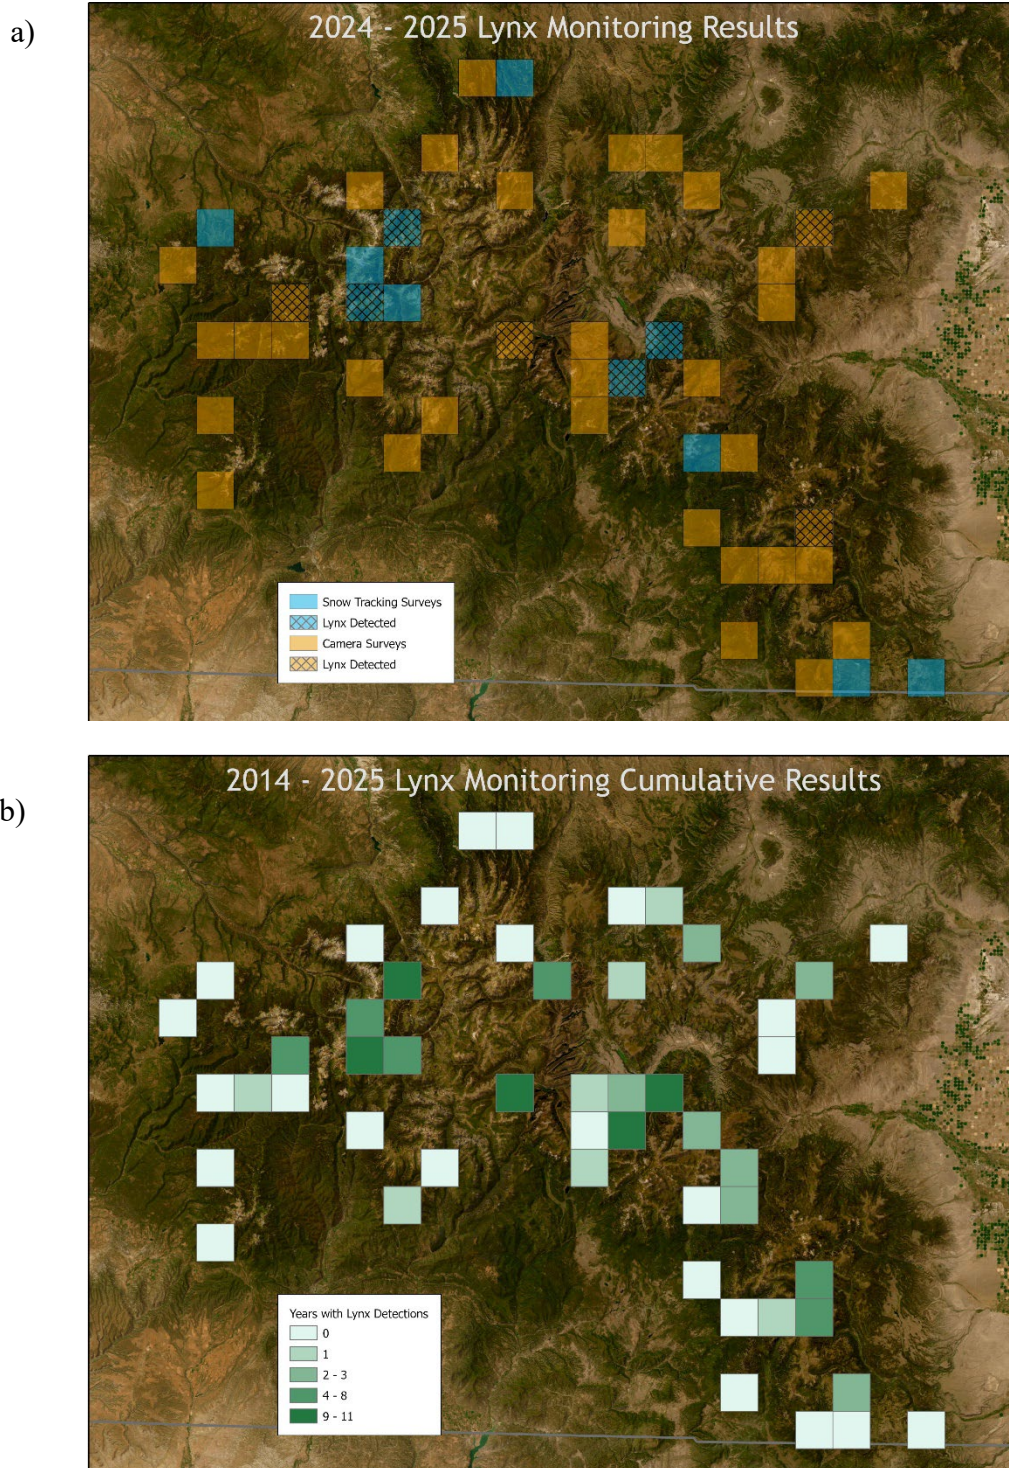 a)
2024 - 2025 Lynx Monitoring Results
Snow Tracking Surveys
Lynx Detected
Camera Surveys
Lynx Detected
b)
2014 - 2025 Lynx Monitoring Cumulative Results
Years with Lynx Detections
0
1
2 - 3
4 - 8
9 - 11